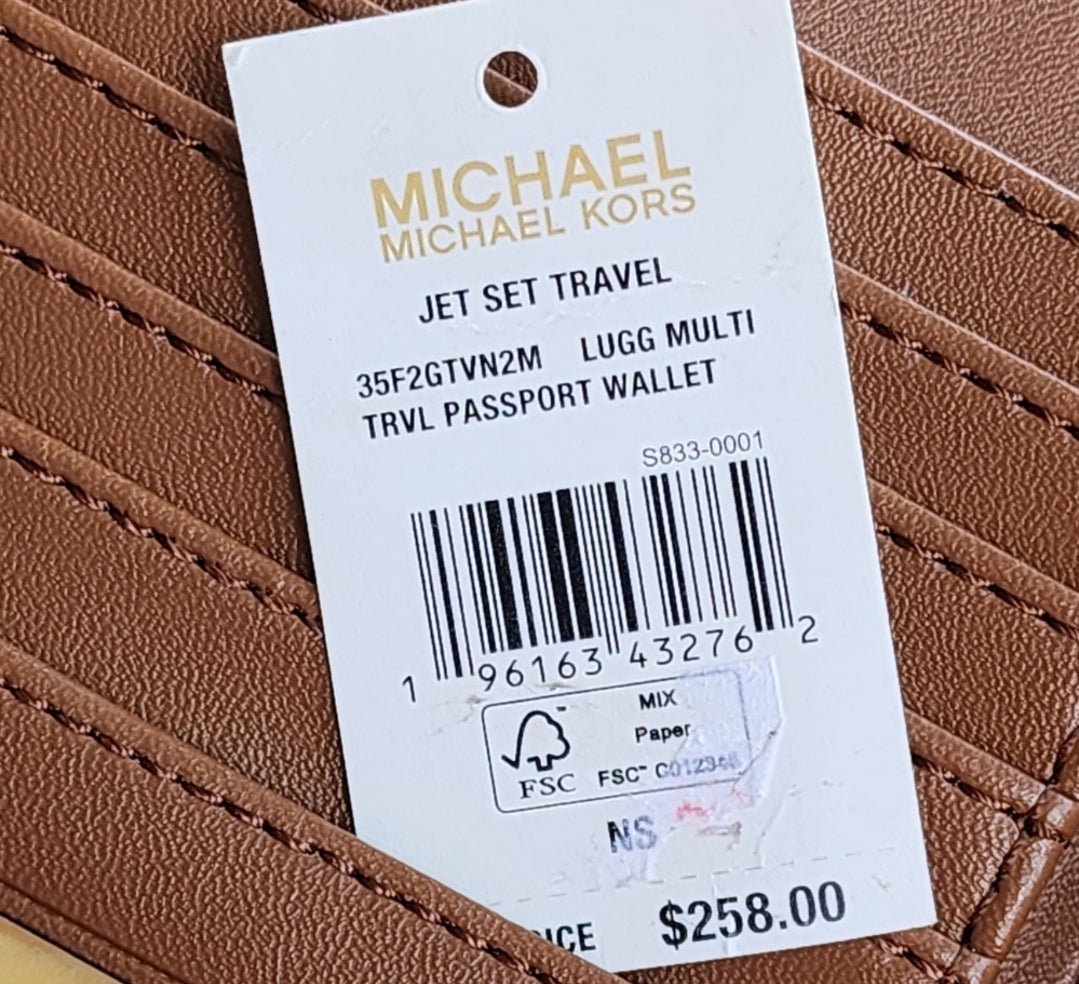 MICHAEL
MICHAEL KORS
JET SET TRAVEL
35F2GTVN2M LUGG MULTI
TRVL PASSPORT WALLET
S833-0001
1 96163 43276 2
FSC
MIX
Paper
FSC™
NS
$258.00